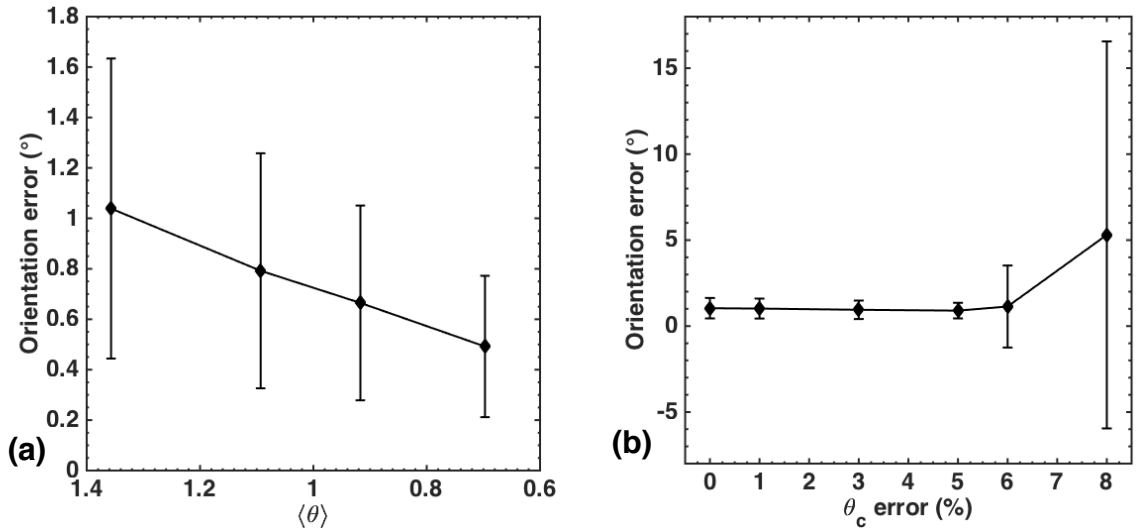 1.8
1.6
1.4
1.2
1
0.8
0.6
0.4
0.2
0
Orientation error (°)
1.4 1.2 1 0.8 0.6
⟨θ⟩
(a)
15
10
5
0
-5
Orientation error (°)
0 1 2 3 4 5 6 7 8
θc error (%)
(b)